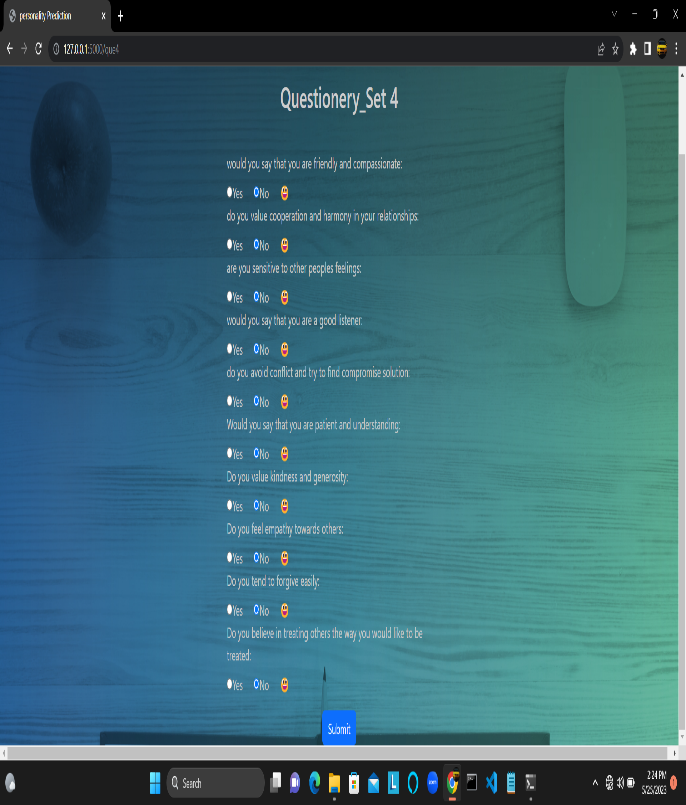 personality Prediction
127.0.0.1:5000/que4
Questionery_Set 4
would you say that you are friendly and compassionate:
Yes No
do you value cooperation and harmony in your relationships:
Yes No
are you sensitive to other peoples feelings:
Yes No
would you say that you are a good listener:
Yes No
do you avoid conflict and try to find compromise solution:
Yes No
Would you say that you are patient and understanding:
Yes No
Do you value kindness and generosity:
Yes No
Do you feel empathy towards others:
Yes No
Do you tend to forgive easily:
Yes No
Do you believe in treating others the way you would like to be
treated:
Yes No
Submit
Search
2:24 PM
5/25/2023